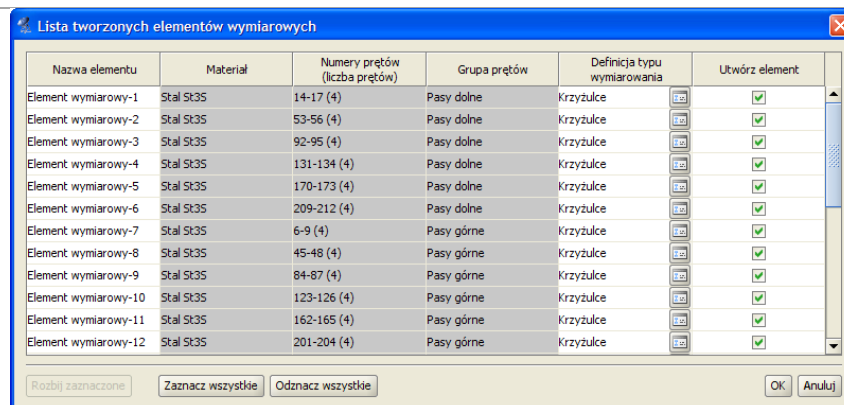 Lista tworzonych elementów wymiarowych
Nazwa elementu Materiał Numery prętów (liczba prętów) Grupa prętów Definicja typu wymiarowania Utwórz element
Element wymiarowy-1 Stal St3S 14-17 (4) Pasy dolne Krzyżulce
Element wymiarowy-2 Stal St3S 53-56 (4) Pasy dolne Krzyżulce
Element wymiarowy-3 Stal St3S 92-95 (4) Pasy dolne Krzyżulce
Element wymiarowy-4 Stal St3S 131-134 (4) Pasy dolne Krzyżulce
Element wymiarowy-5 Stal St3S 170-173 (4) Pasy dolne Krzyżulce
Element wymiarowy-6 Stal St3S 209-212 (4) Pasy dolne Krzyżulce
Element wymiarowy-7 Stal St3S 6-9 (4) Pasy górne Krzyżulce
Element wymiarowy-8 Stal St3S 45-48 (4) Pasy górne Krzyżulce
Element wymiarowy-9 Stal St3S 84-87 (4) Pasy górne Krzyżulce
Element wymiarowy-10 Stal St3S 123-126 (4) Pasy górne Krzyżulce
Element wymiarowy-11 Stal St3S 162-165 (4) Pasy górne Krzyżulce
Element wymiarowy-12 Stal St3S 201-204 (4) Pasy górne Krzyżulce
Rozbij zaznaczone Zaznacz wszystkie Odznacz wszystkie OK Anuluj